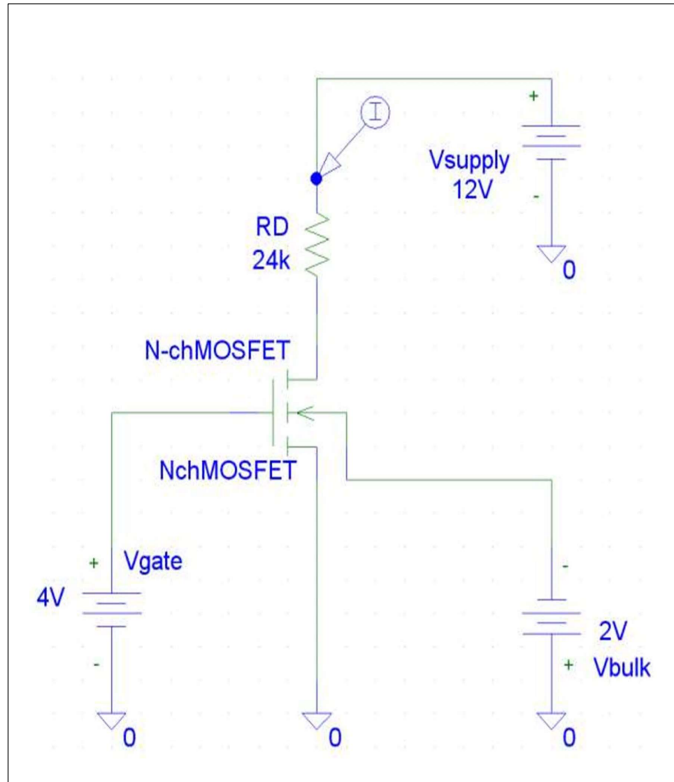 I
+
Vsupply
12V
-
0
RD
24k
N-chMOSFET
NchMOSFET
+
Vgate
4V
-
0
0
-
2V
+
Vbulk
0